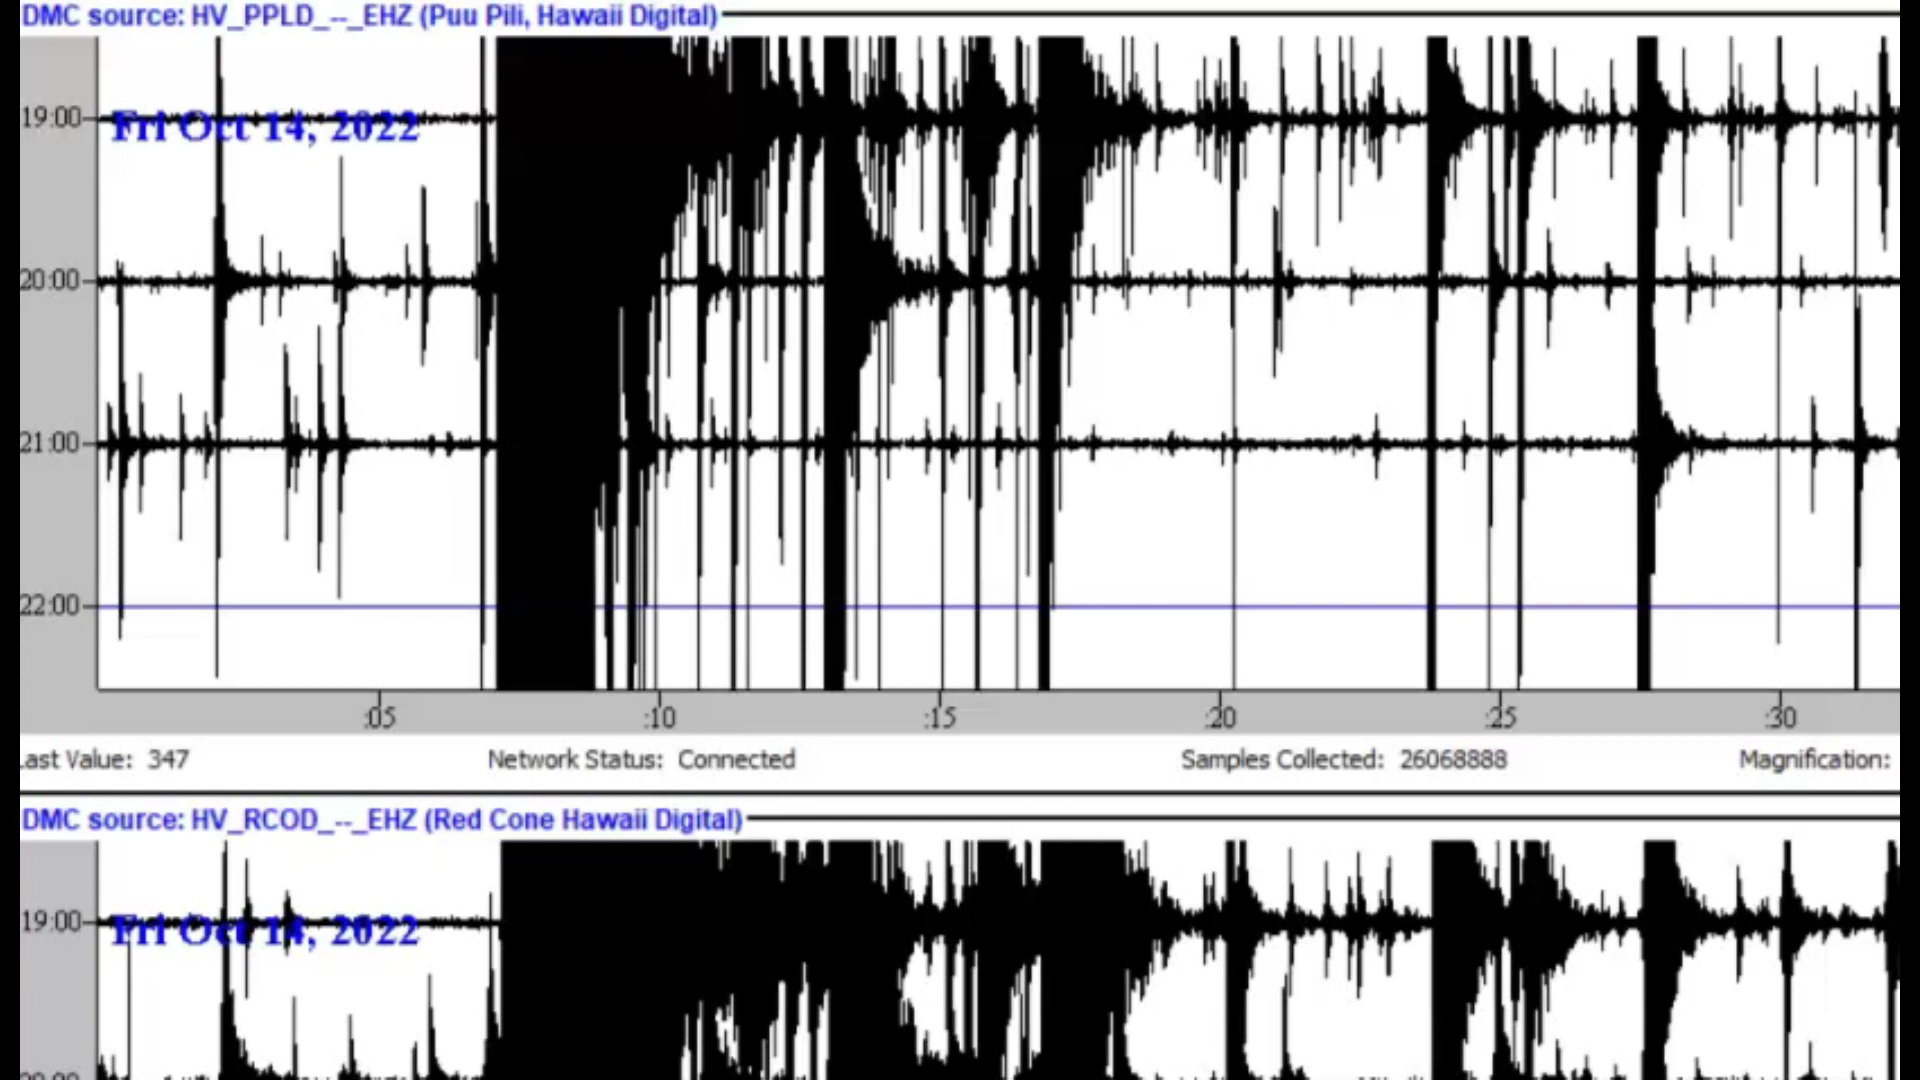 DMC source: HV_PPLD_--_EHZ (Puu Pili, Hawaii Digital)
19:00
Fri Oct 14, 2022
20:00
21:00
22:00
:05 :10 :15 :20 :25 :30
Last Value: 347 Network Status: Connected Samples Collected: 26068888 Magnification:
DMC source: HV_RCOD_--_EHZ (Red Cone Hawaii Digital)
19:00
Fri Oct 14, 2022